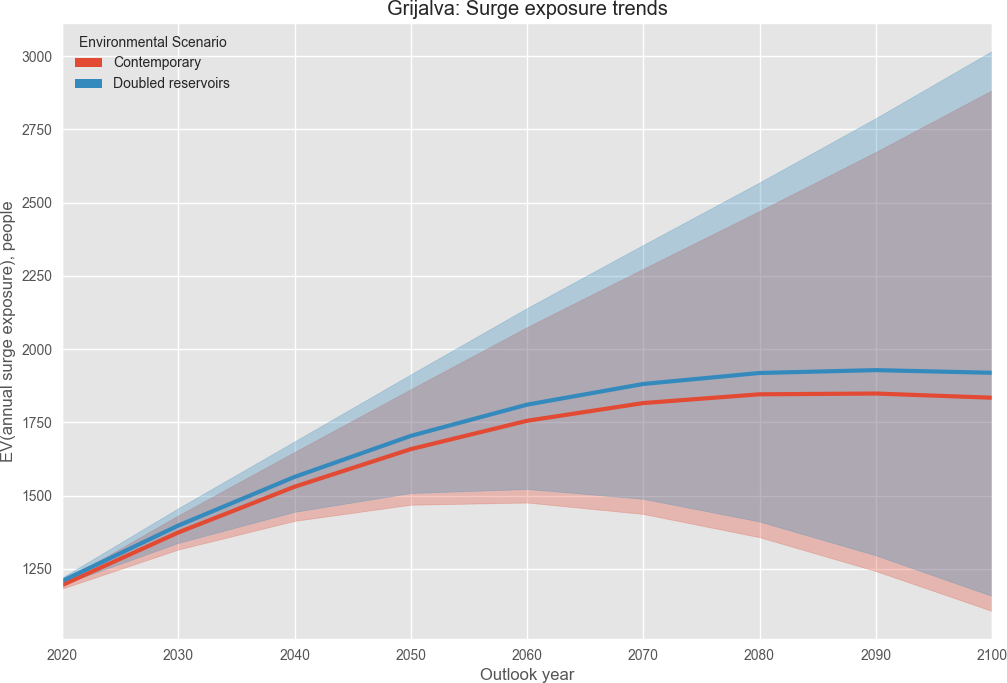 Grijalva: Surge exposure trends
Environmental Scenario
Contemporary
Doubled reservoirs
EV(annual surge exposure), people
3000
2750
2500
2250
2000
1750
1500
1250
2020 2030 2040 2050 2060 2070 2080 2090 2100
Outlook year